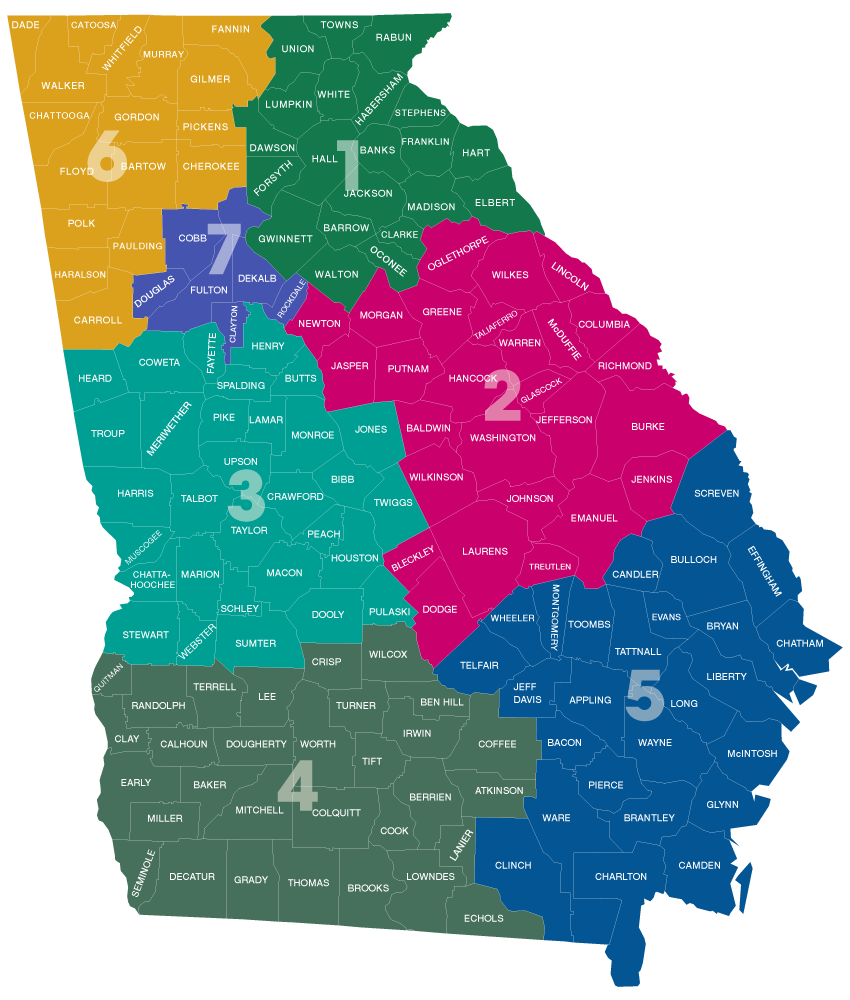 DADE
CATOOSA
WHITFIELD
MURRAY
FANNIN
WALKER
GILMER
CHATTOOGA
GORDON
PICKENS
6
FLOYD
BARTOW
CHEROKEE
POLK
PAULDING
HARALSON
CARROLL
TOWNS
RABUN
UNION
WHITE
HABERSHAM
LUMPKIN
STEPHENS
DAWSON
HALL
1
BANKS
FRANKLIN
HART
FORSYTH
JACKSON
MADISON
ELBERT
GWINNETT
BARROW
CLARKE
OCONEE
WALTON
COBB
7
DOUGLAS
FULTON
DEKALB
ROCKDALE
CLAYTON
OGLETHORPE
WILKES
LINCOLN
NEWTON
MORGAN
GREENE
TALIAFERRO
McDUFFIE
COLUMBIA
WARREN
JASPER
PUTNAM
HANCOCK
2
GLASCOCK
RICHMOND
BALDWIN
WASHINGTON
JEFFERSON
BURKE
WILKINSON
JOHNSON
JENKINS
EMANUEL
BLECKLEY
LAURENS
TREUTLEN
DODGE
HEARD
COWETA
FAYETTE
HENRY
SPALDING
BUTTS
TROUP
MERIWETHER
PIKE
LAMAR
MONROE
JONES
UPSON
HARRIS
TALBOT
3
CRAWFORD
BIBB
TWIGGS
TAYLOR
PEACH
HOUSTON
MUSCOGEE
CHATTA-
HOOCHEE
MARION
MACON
SCHLEY
DOOLY
PULASKI
STEWART
WEBSTER
SUMTER
SCREVEN
CANDLER
BULLOCH
EFFINGHAM
WHEELER
MONTGOMERY
TOOMBS
EVANS
BRYAN
CHATHAM
TATTNALL
TELFAIR
JEFF
DAVIS
APPLING
5
LONG
LIBERTY
BACON
WAYNE
McINTOSH
PIERCE
WARE
BRANTLEY
GLYNN
CLINCH
CHARLTON
CAMDEN
QUITMAN
CRISP
WILCOX
RANDOLPH
TERRELL
LEE
TURNER
BEN HILL
CLAY
CALHOUN
DOUGHERTY
WORTH
IRWIN
COFFEE
TIFT
EARLY
BAKER
4
BERRIEN
ATKINSON
MILLER
MITCHELL
COLQUITT
COOK
LANIER
SEMINOLE
DECATUR
GRADY
THOMAS
BROOKS
LOWNDES
ECHOLS